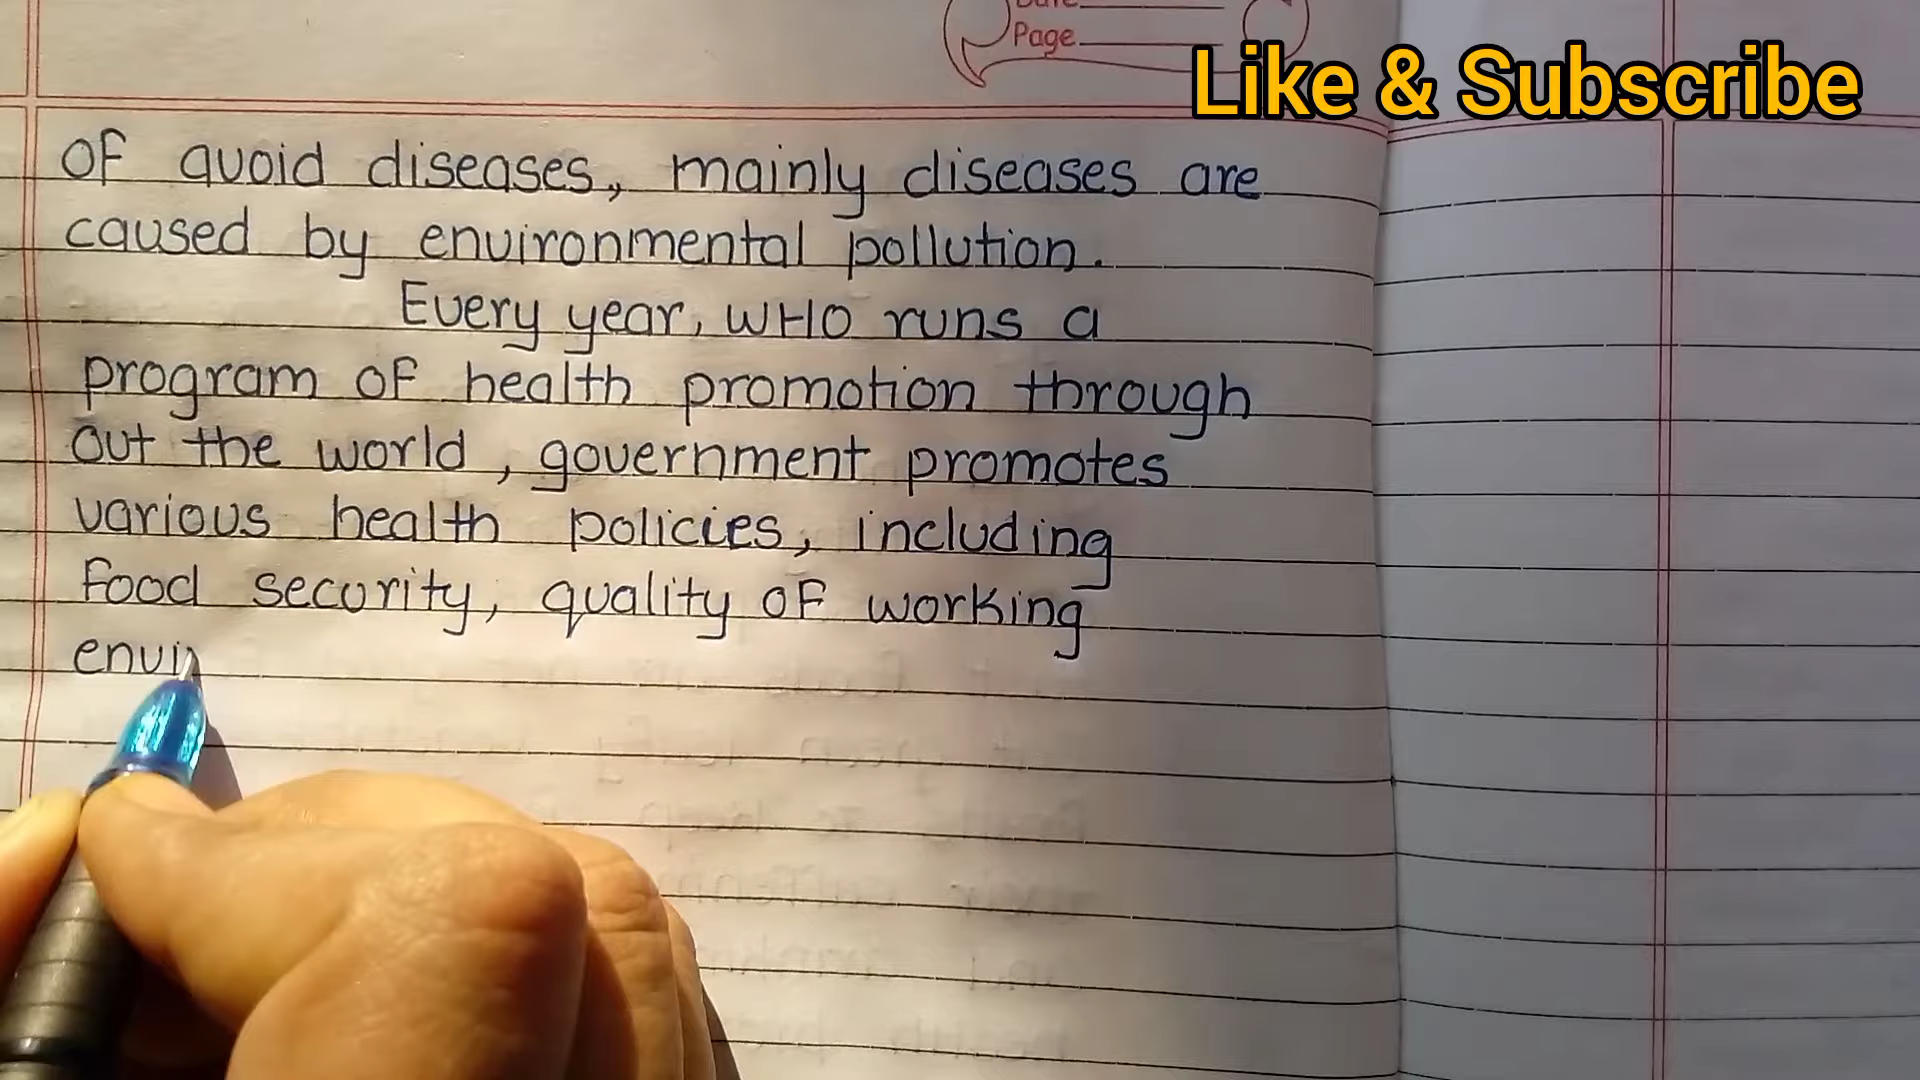 Page
Like & Subscribe
of avoid diseases, mainly diseases are
caused by environmental pollution.
Every year, WHO runs a
program of health promotion through
out the world, government promotes
various health policies, including
food security, quality of working
envi